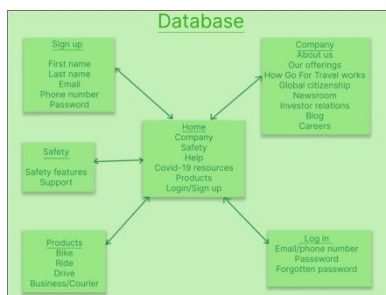 Database
Sign up
First name
Last name
Email
Phone number
Password
Company
About us
Our offerings
How Go For Travel works
Global citizenship
Newsroom
Investor relations
Blog
Careers
Home
Company
Safety
Help
Covid-19 resources
Products
Login/Sign up
Safety
Safety features
Support
Products
Bike
Ride
Drive
Business/Courier
Log in
Email/phone number
Passsword
Forgotten password